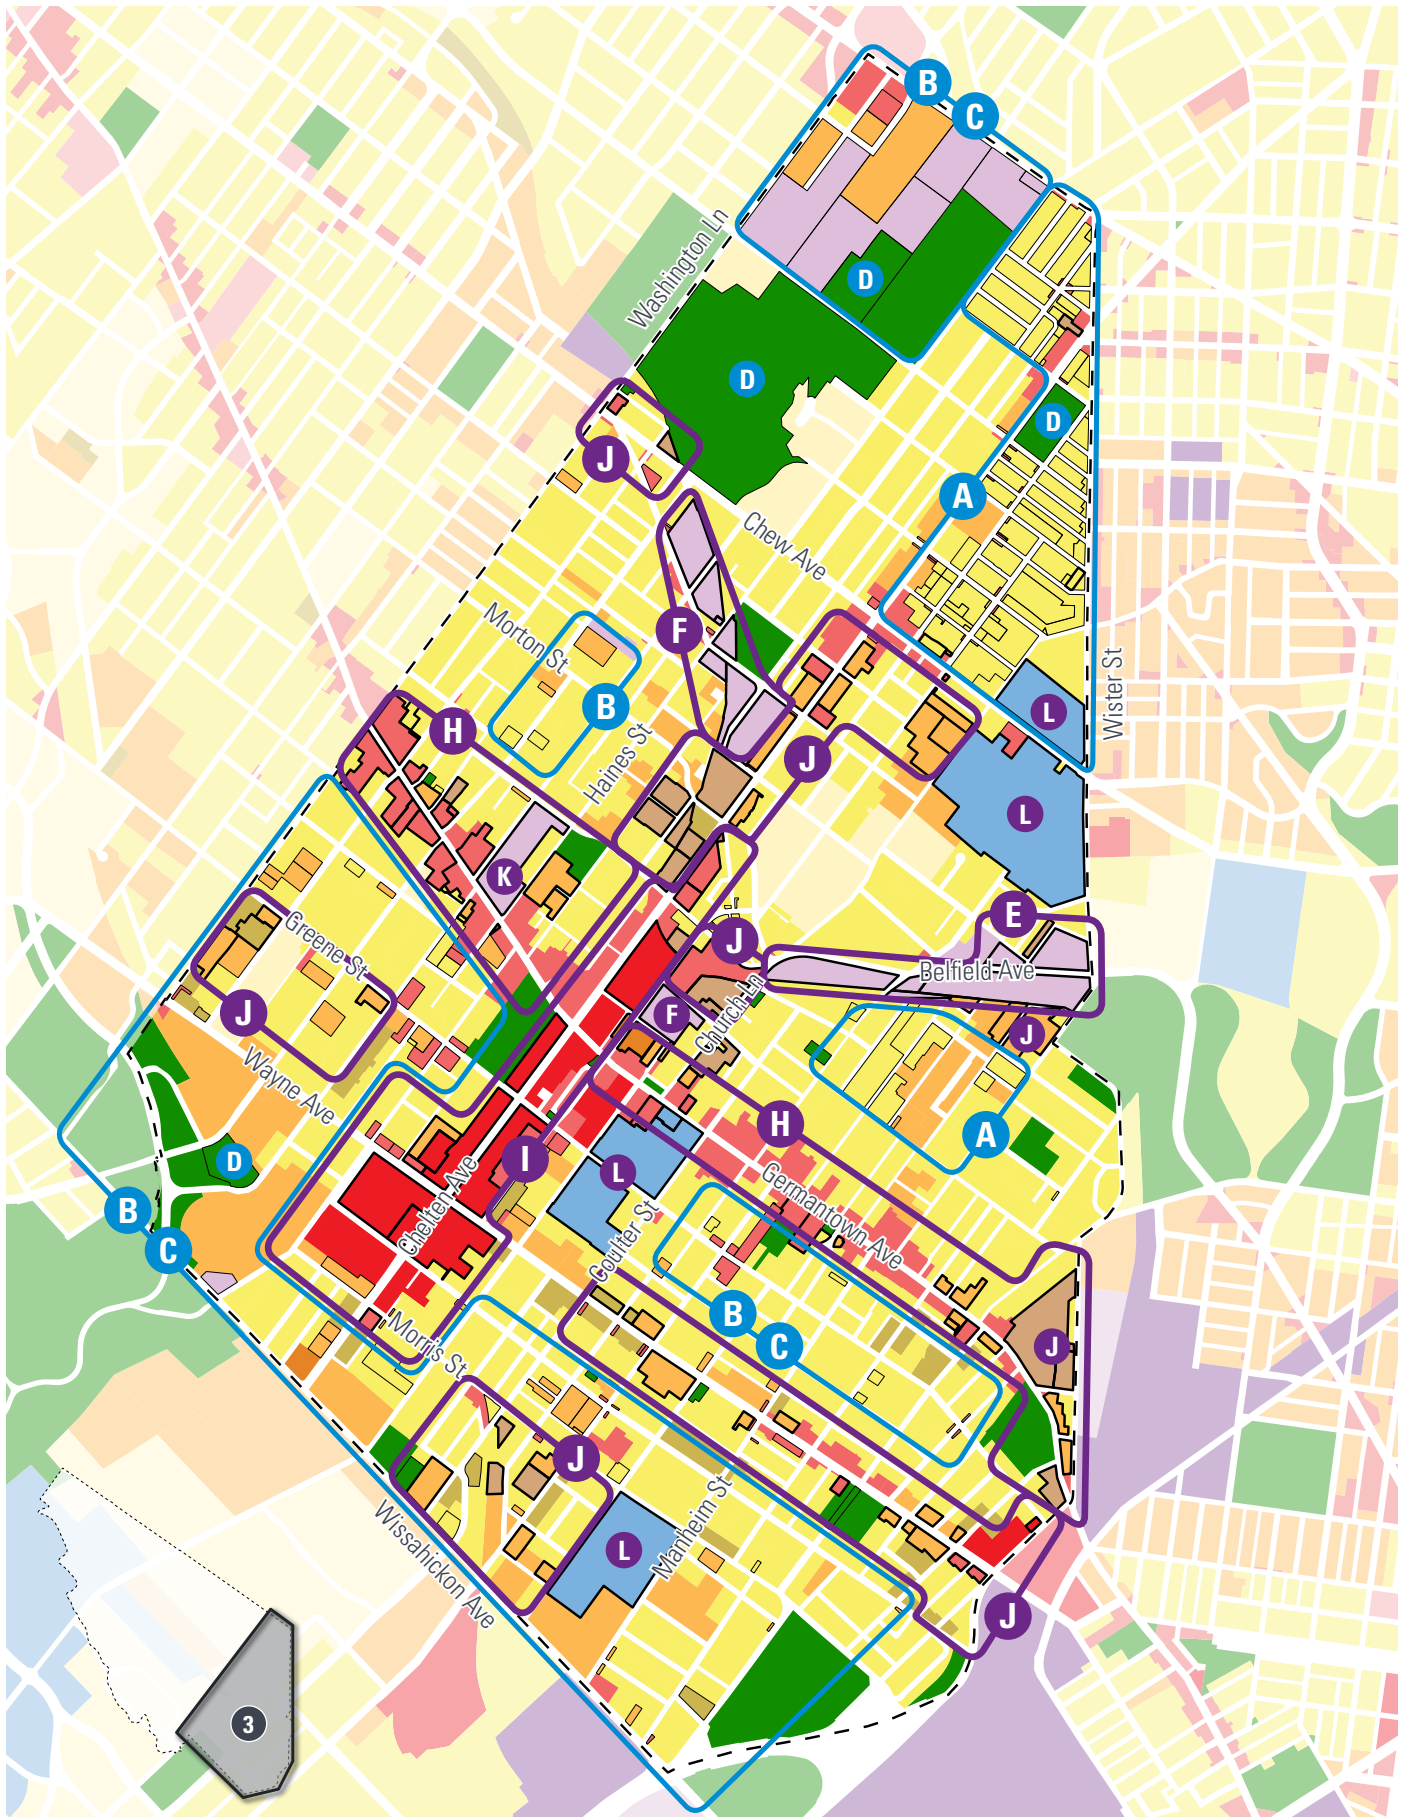 B
C
Washington Ln
D
D
D
J
A
Chew Ave
F
Morton St
B
H
Haines St
J
L
Wister St
L
K
E
Greene St
J
Belfield Ave
J
F
Church Ln
J
Wayne Ave
H
A
I
L
D
Chelten Ave
Germantown Ave
B
C
Coulter St
B
C
J
Morris St
J
Manheim St
L
Wissahickon Ave
J
3